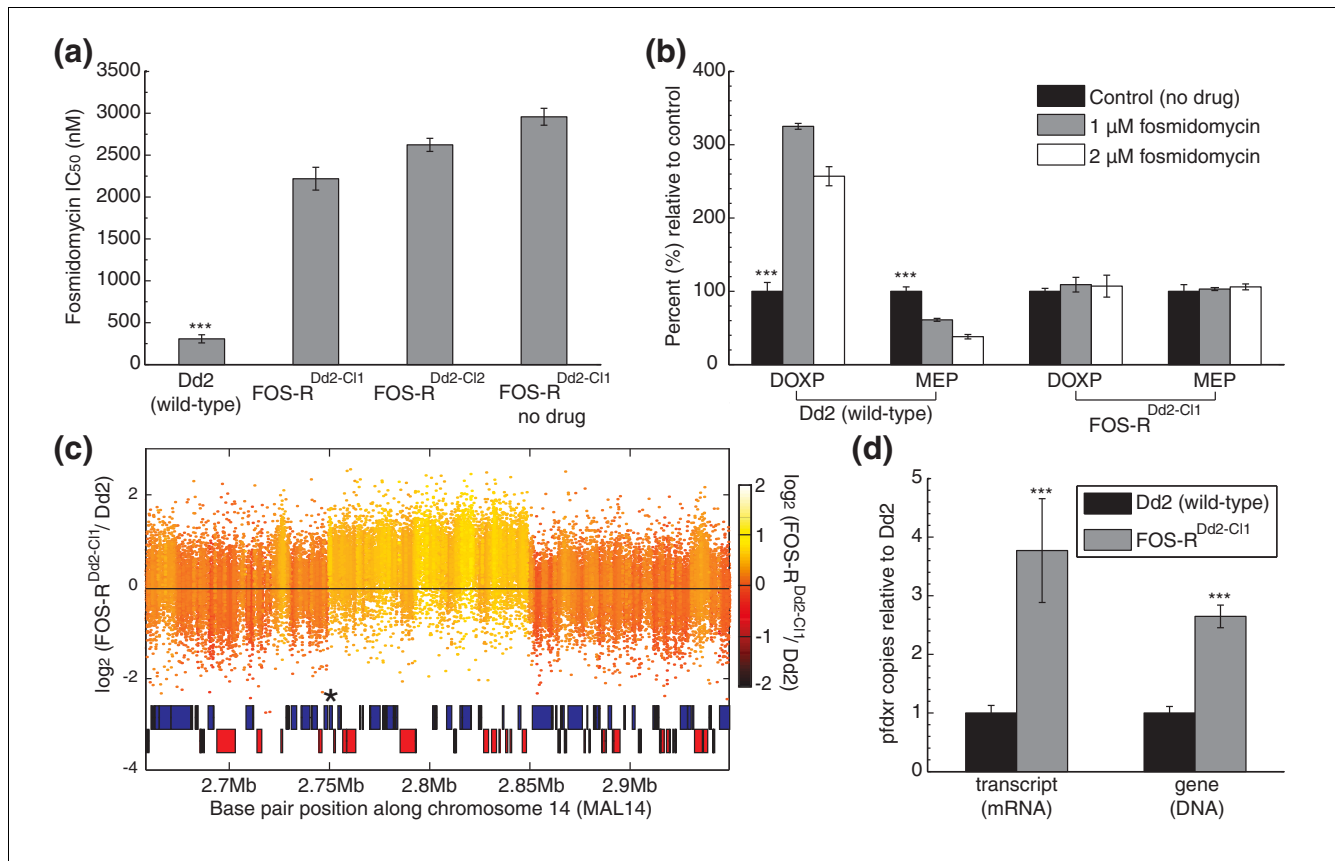 (a)
Fosmidomycin IC50 (nM)
3500
3000
2500
2000
1500
1000
500
0
***
Dd2
(wild-type)
FOS-R Dd2-Cl1
FOS-R Dd2-Cl2
FOS-R Dd2-Cl1
no drug
(b)
Percent (%) relative to control
400
300
200
100
0
Control (no drug)
1 µM fosmidomycin
2 µM fosmidomycin
***
***
DOXP
MEP
DOXP
MEP
Dd2 (wild-type)
FOS-R Dd2-Cl1
(c)
log2 (FOS-R Dd2-Cl1/ Dd2)
2
0
-2
-4
*
2.7Mb
2.75Mb
2.8Mb
2.85Mb
2.9Mb
Base pair position along chromosome 14 (MAL14)
2
1
0
-1
-2
log2 (FOS-R Dd2-Cl1/ Dd2)
(d)
pfdxr copies relative to Dd2
5
4
3
2
1
0
Dd2 (wild-type)
FOS-R Dd2-Cl1
***
***
transcript
(mRNA)
gene
(DNA)